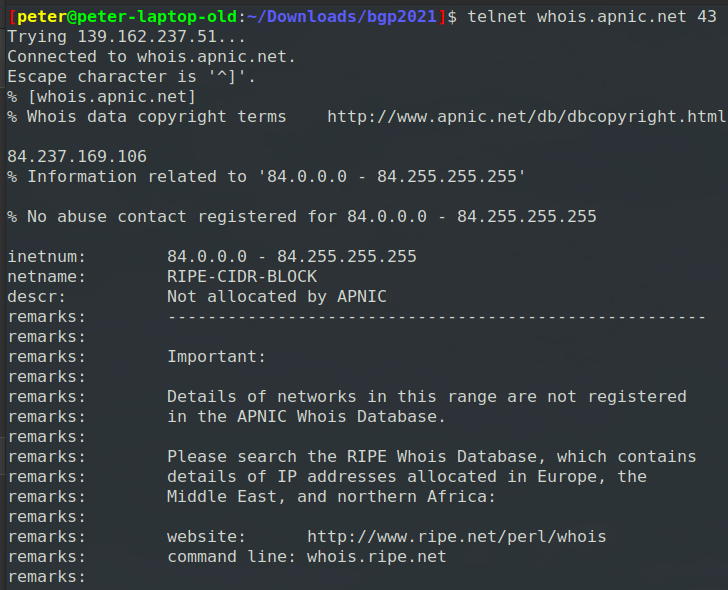 [peter@peter-laptop-old:~/Downloads/bgp2021]$ telnet whois.apnic.net 43
Trying 139.162.237.51...
Connected to whois.apnic.net.
Escape character is '^]'.
% [whois.apnic.net]
% Whois data copyright terms    http://www.apnic.net/db/dbcopyright.html

84.237.169.106
% Information related to '84.0.0.0 - 84.255.255.255'

% No abuse contact registered for 84.0.0.0 - 84.255.255.255

inetnum:        84.0.0.0 - 84.255.255.255
netname:        RIPE-CIDR-BLOCK
descr:          Not allocated by APNIC
remarks:        ------------------------------------------------------
remarks:
remarks:        Important:
remarks:
remarks:        Details of networks in this range are not registered
remarks:        in the APNIC Whois Database.
remarks:
remarks:        Please search the RIPE Whois Database, which contains
remarks:        details of IP addresses allocated in Europe, the
remarks:        Middle East, and northern Africa:
remarks:
remarks:        website:      http://www.ripe.net/perl/whois
remarks:        command line: whois.ripe.net
remarks: